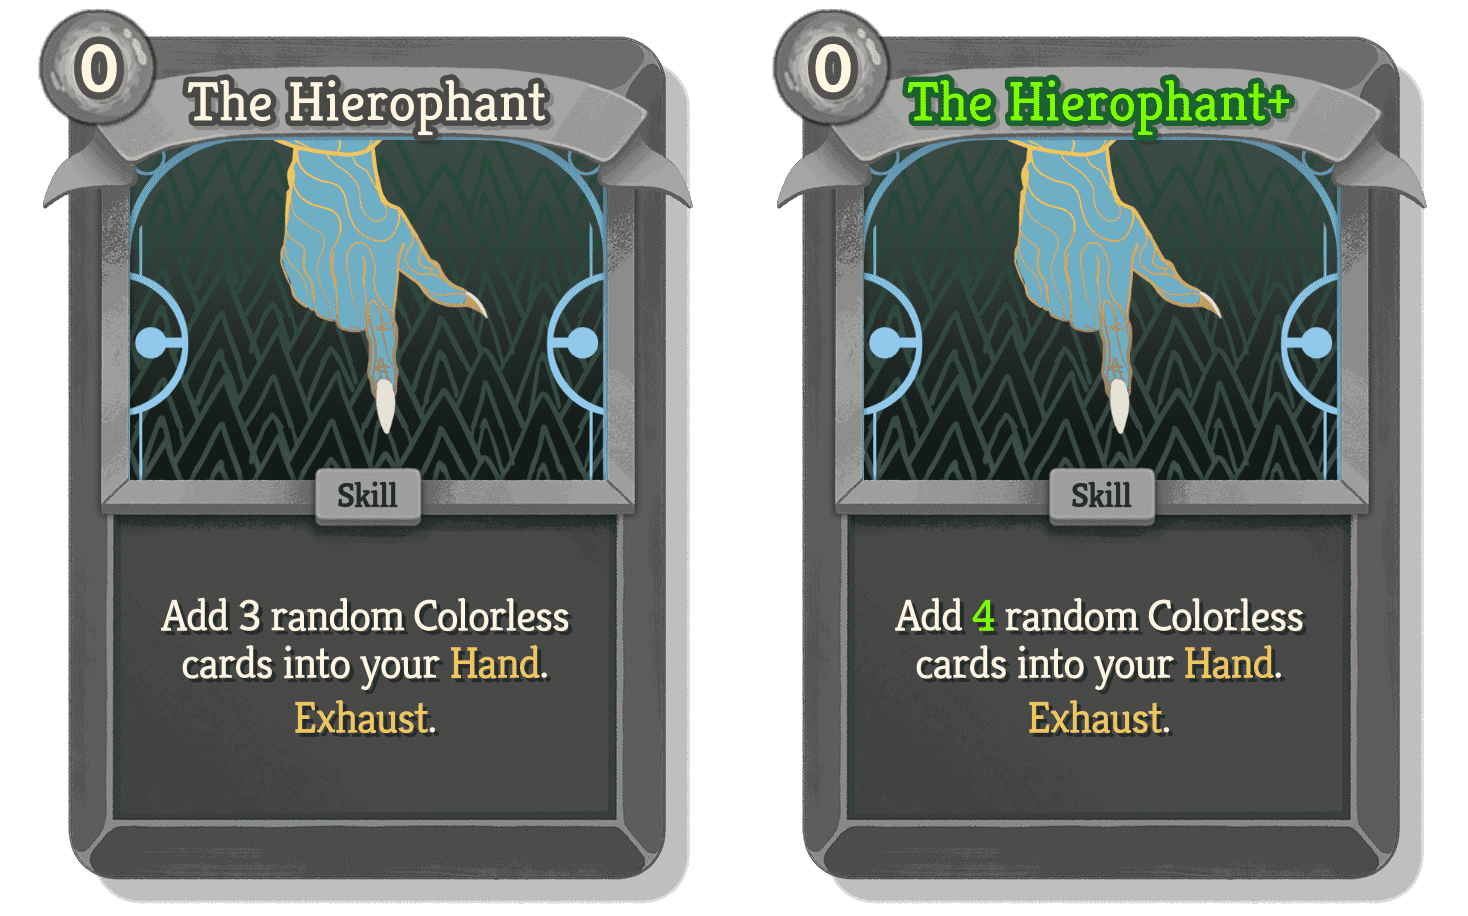 0
The Hierophant
Skill
Add 3 random Colorless
cards into your Hand.
Exhaust.
0
The Hierophant+
Skill
Add 4 random Colorless
cards into your Hand.
Exhaust.